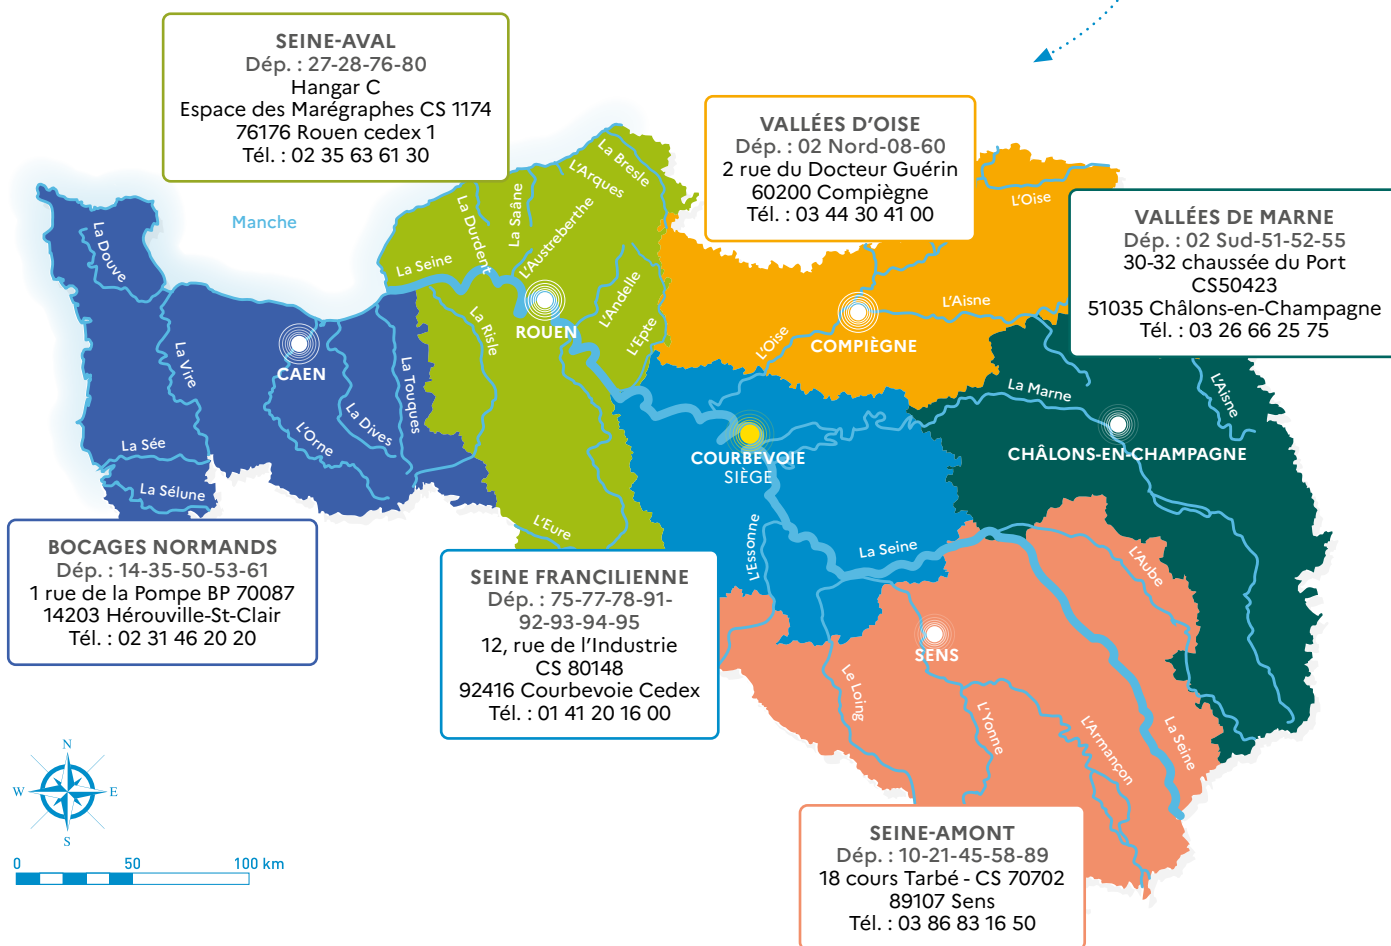 SEINE-AVAL
Dép. : 27-28-76-80
Hangar C
Espace des Marégraphes CS 1174
76176 Rouen cedex 1
Tél. : 02 35 63 61 30
VALLÉES D'OISE
Dép. : 02 Nord-08-60
2 rue du Docteur Guérin
60200 Compiègne
Tél. : 03 44 30 41 00
VALLÉES DE MARNE
Dép. : 02 Sud-51-52-55
30-32 chaussée du Port
CS50423
51035 Châlons-en-Champagne
Tél. : 03 26 66 25 75
Manche
La Douve
La Vire
La Sée
La Sélune
CAEN
L'Orne
La Dives
La Touques
La Seine
La Durdent
La Saâne
L'Austreberthe
L'Arques
La Bresle
La Risle
ROUEN
L'Andelle
L'Epte
L'Eure
L'Oise
L'Oise
L'Aisne
COMPIÈGNE
La Marne
L'Aisne
CHÂLONS-EN-CHAMPAGNE
COURBEVOIE
SIÈGE
L'Essonne
La Seine
L'Aube
SENS
Le Loing
L'Yonne
L'Armançon
La Seine
BOCAGES NORMANDS
Dép. : 14-35-50-53-61
1 rue de la Pompe BP 70087
14203 Hérouville-St-Clair
Tél. : 02 31 46 20 20
SEINE FRANCILIENNE
Dép. : 75-77-78-91-
92-93-94-95
12, rue de l'Industrie
CS 80148
92416 Courbevoie Cedex
Tél. : 01 41 20 16 00
SEINE-AMONT
Dép. : 10-21-45-58-89
18 cours Tarbé - CS 70702
89107 Sens
Tél. : 03 86 83 16 50
N
W E
S
0 50 100 km